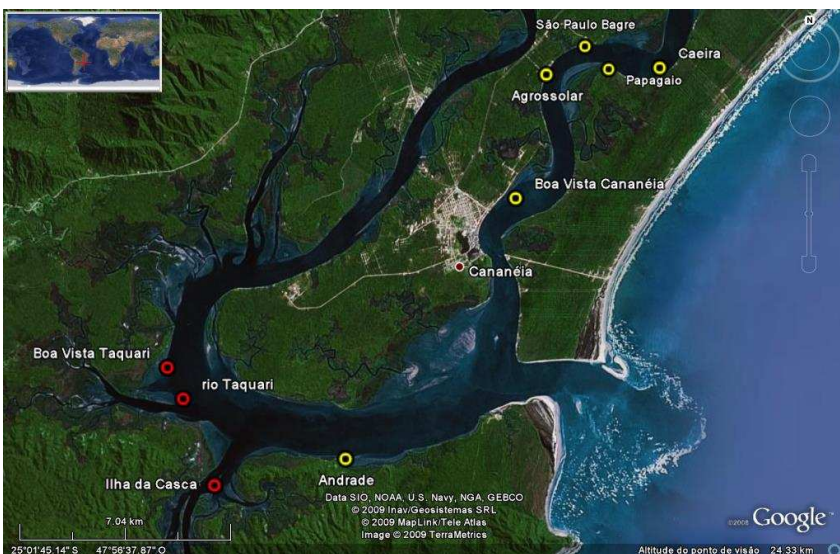 N
São Paulo Bagre
Caeira
Agrossolar
Papagaio
Boa Vista Cananéia
Cananéia
Boa Vista Taquari
rio Taquari
Ilha da Casca
Andrade
Data SIO, NOAA, U.S. Navy, NGA, GEBCO
© 2009 Inav/Geosistemas SRL
© 2009 MapLink/Tele Atlas
Image © 2009 TerraMetrics
7.04 km
©2008 Google™
25°01'45.14" S 47°56'37.87" O Altitude do ponto de visão 24.33 km